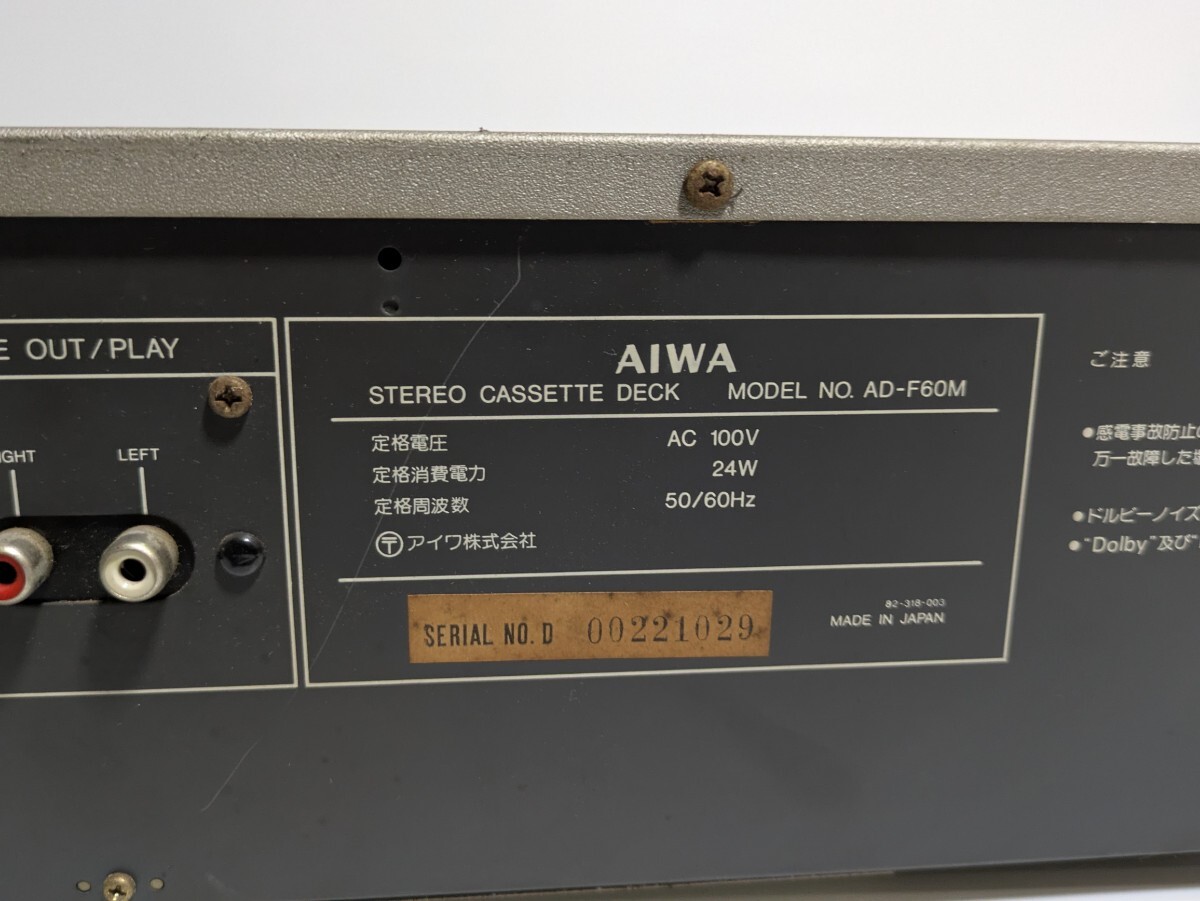 OUT/PLAY
LEFT
AIWA
STEREO CASSETTE DECK MODEL NO. AD-F60M
定格電圧 AC 100V
定格消費電力 24W
定格周波数 50/60Hz
〒 アイワ株式会社
SERIAL NO. D 00221029
82-318-003
MADE IN JAPAN
ご注意
●感電事故防止の
万一故障した
●ドルビーノイズ
●"Dolby"及び"